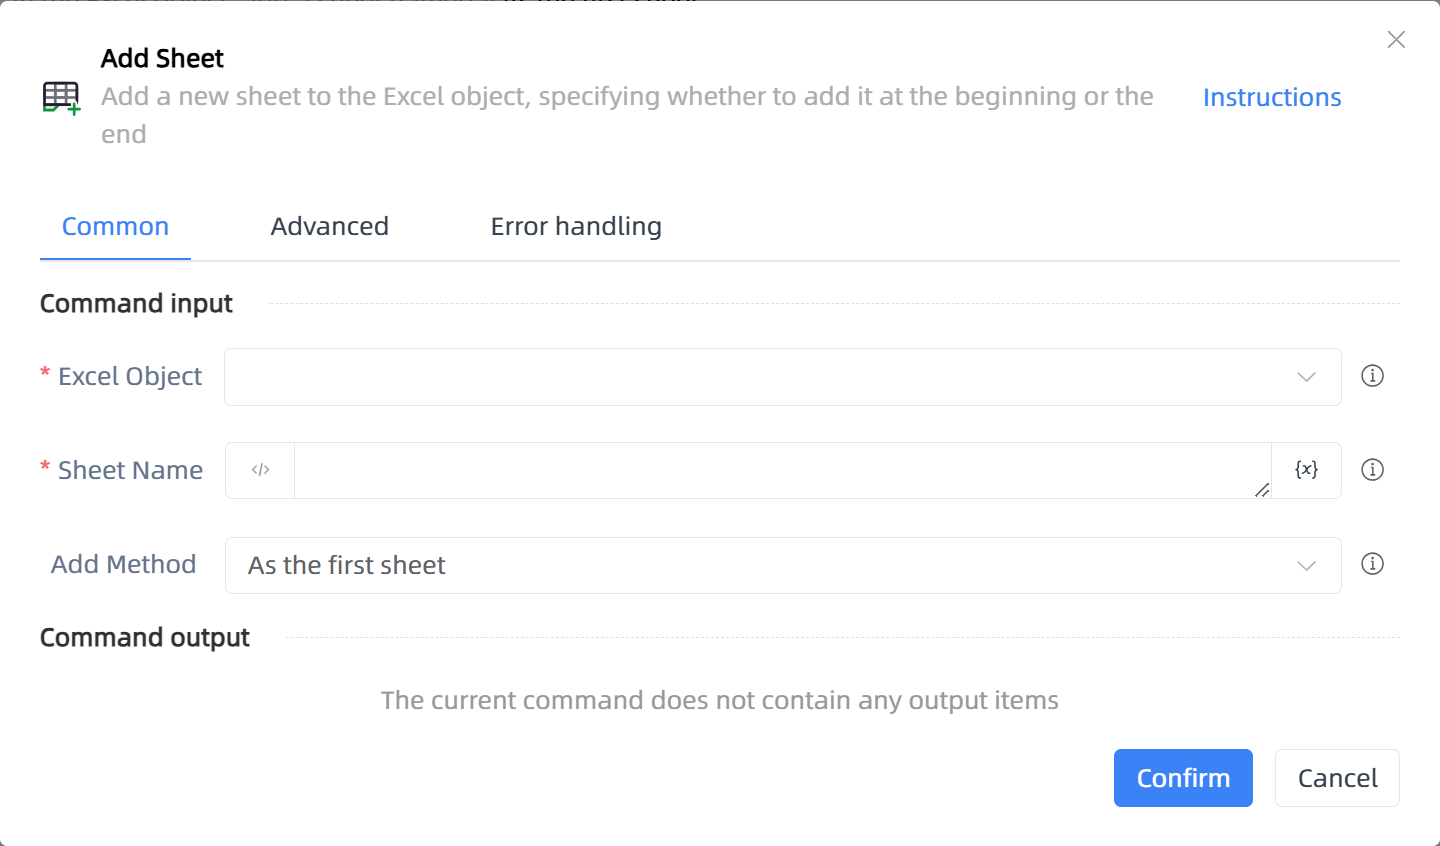 Add Sheet
Add a new sheet to the Excel object, specifying whether to add it at the beginning or the
end
Instructions
Common Advanced Error handling
Command input
* Excel Object
* Sheet Name </> {x}
Add Method As the first sheet
Command output
The current command does not contain any output items
Confirm Cancel